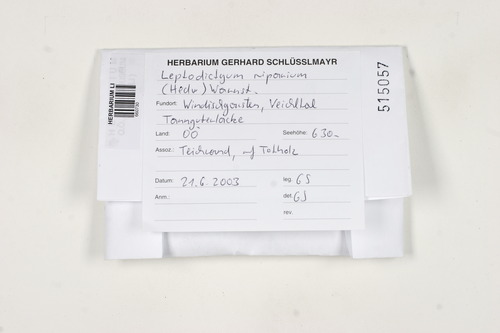 HERBARIUM GERHARD SCHLÜSSLMAYR
Leptodictyum riparium
(Hedw) Warnst.
Fundort: Windischgarsten, Veichltal
Land: OÖ Seehöhe: 630
Assoz.: Teichrand, auf Totholz
Datum: 21.6.2003 leg. GS
Anm.: det. GS
rev.
HERBARIUM LI
515057